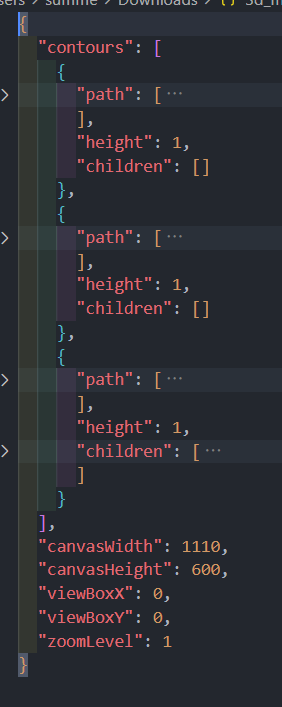 sers > summe > Downloads > {} 3d_m
{
"contours": [
{
"path": [ ⋯
],
"height": 1,
"children": []
},
{
"path": [ ⋯
],
"height": 1,
"children": []
},
{
"path": [ ⋯
],
"height": 1,
"children": [ ⋯
]
}
],
"canvasWidth": 1110,
"canvasHeight": 600,
"viewBoxX": 0,
"viewBoxY": 0,
"zoomLevel": 1
}